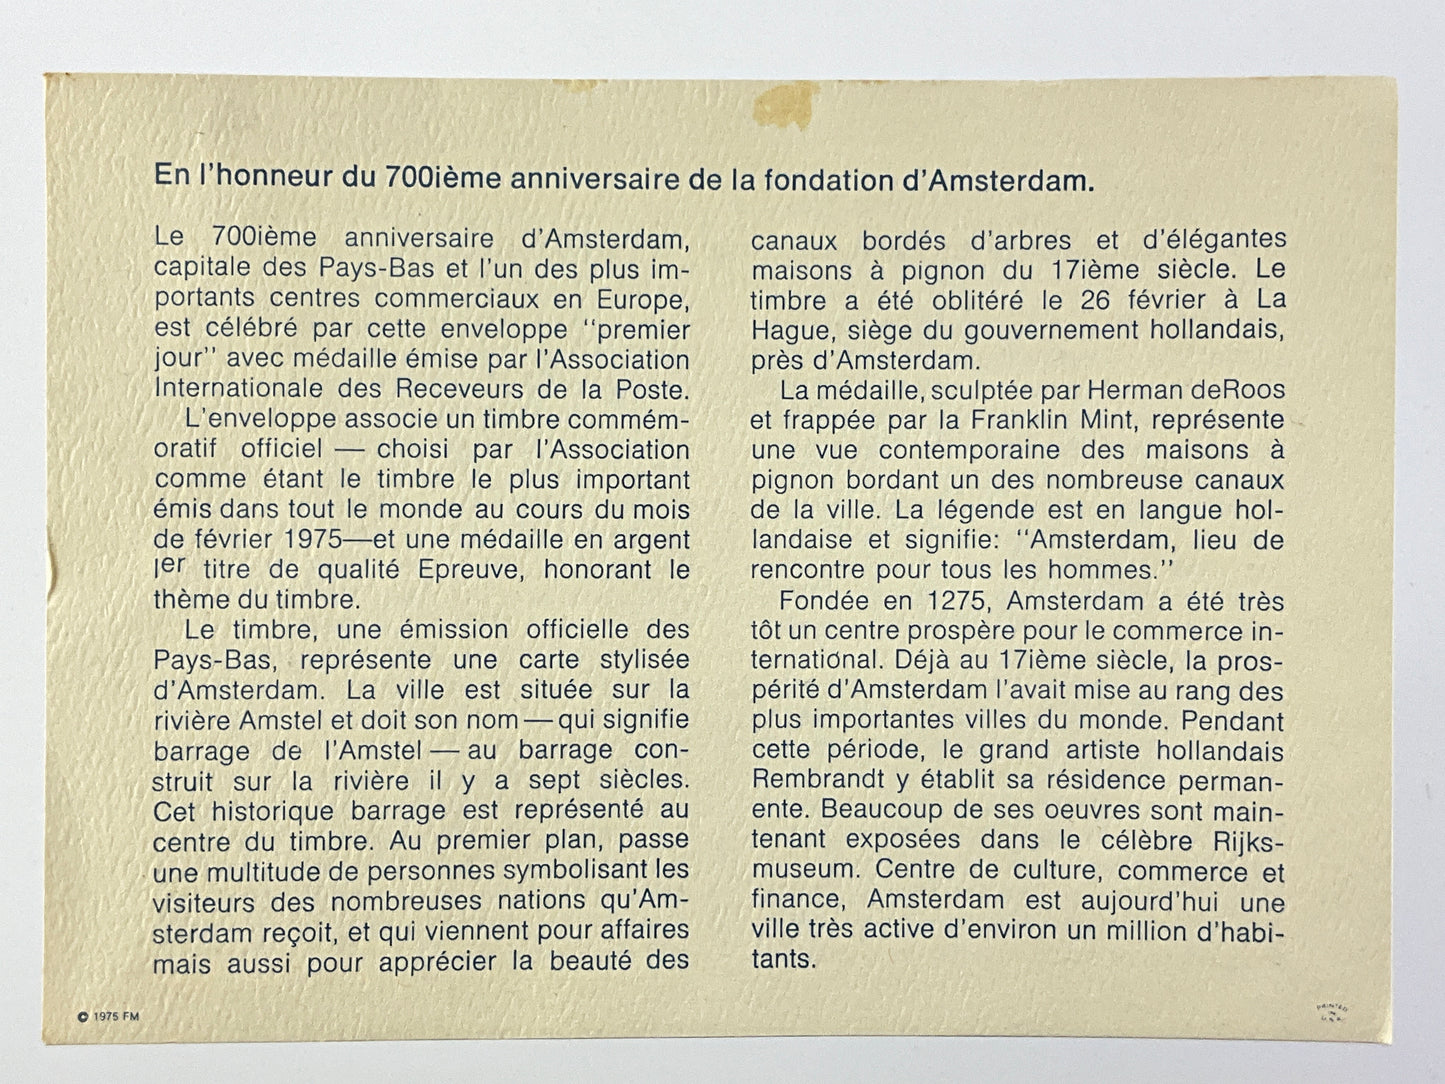 En l'honneur du 700ième anniversaire de la fondation d'Amsterdam.
Le 700ième anniversaire d'Amsterdam,
capitale des Pays-Bas et l'un des plus im-
portants centres commerciaux en Europe,
est célébré par cette enveloppe "premier
jour" avec médaille émise par l'Association
Internationale des Receveurs de la Poste.
L'enveloppe associe un timbre commém-
oratif officiel — choisi par l'Association
comme étant le timbre le plus important
émis dans tout le monde au cours du mois
de février 1975—et une médaille en argent
Ier titre de qualité Epreuve, honorant le
thème du timbre.
Le timbre, une émission officielle des
Pays-Bas, représente une carte stylisée
d'Amsterdam. La ville est située sur la
rivière Amstel et doit son nom — qui signifie
barrage de l'Amstel — au barrage con-
struit sur la rivière il y a sept siècles.
Cet historique barrage est représenté au
centre du timbre. Au premier plan, passe
une multitude de personnes symbolisant les
visiteurs des nombreuses nations qu'Am-
sterdam reçoit, et qui viennent pour affaires
mais aussi pour apprécier la beauté des
canaux bordés d'arbres et d'élégantes
maisons à pignon du 17ième siècle. Le
timbre a été oblitéré le 26 février à La
Hague, siège du gouvernement hollandais,
près d'Amsterdam.
La médaille, sculptée par Herman deRoos
et frappée par la Franklin Mint, représente
une vue contemporaine des maisons à
pignon bordant un des nombreuse canaux
de la ville. La légende est en langue hol-
landaise et signifie: "Amsterdam, lieu de
rencontre pour tous les hommes."
Fondée en 1275, Amsterdam a été très
tôt un centre prospère pour le commerce in-
ternational. Déjà au 17ième siècle, la pros-
périté d'Amsterdam l'avait mise au rang des
plus importantes villes du monde. Pendant
cette période, le grand artiste hollandais
Rembrandt y établit sa résidence perman-
ente. Beaucoup de ses oeuvres sont main-
tenant exposées dans le célèbre Rijks-
museum. Centre de culture, commerce et
finance, Amsterdam est aujourd'hui une
ville très active d'environ un million d'habi-
tants.
© 1975 FM
PRINTED
IN
U.S.A.